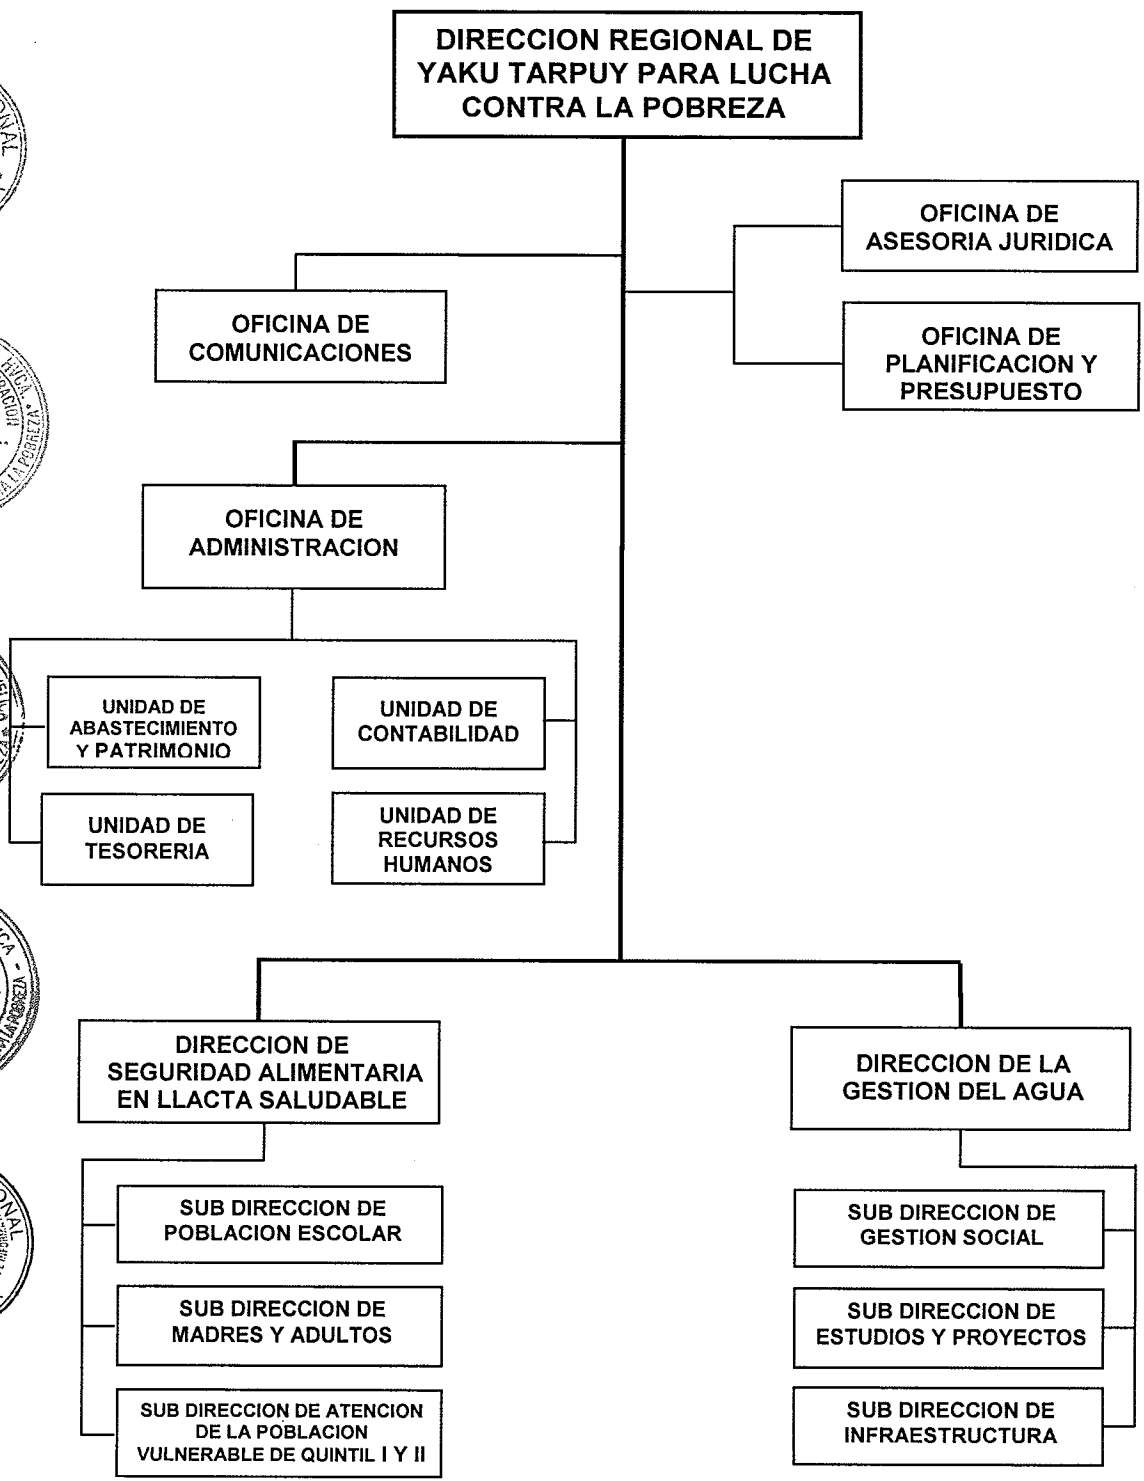 DIRECCION REGIONAL DE
YAKU TARPUY PARA LUCHA
CONTRA LA POBREZA
OFICINA DE
ASESORIA JURIDICA
OFICINA DE
COMUNICACIONES
OFICINA DE
PLANIFICACION Y
PRESUPUESTO
OFICINA DE
ADMINISTRACION
UNIDAD DE
ABASTECIMIENTO
Y PATRIMONIO
UNIDAD DE
CONTABILIDAD
UNIDAD DE
TESORERIA
UNIDAD DE
RECURSOS
HUMANOS
DIRECCION DE
SEGURIDAD ALIMENTARIA
EN LLACTA SALUDABLE
DIRECCION DE LA
GESTION DEL AGUA
SUB DIRECCION DE
POBLACION ESCOLAR
SUB DIRECCION DE
MADRES Y ADULTOS
SUB DIRECCION DE ATENCION
DE LA POBLACION
VULNERABLE DE QUINTIL I Y II
SUB DIRECCION DE
GESTION SOCIAL
SUB DIRECCION DE
ESTUDIOS Y PROYECTOS
SUB DIRECCION DE
INFRAESTRUCTURA